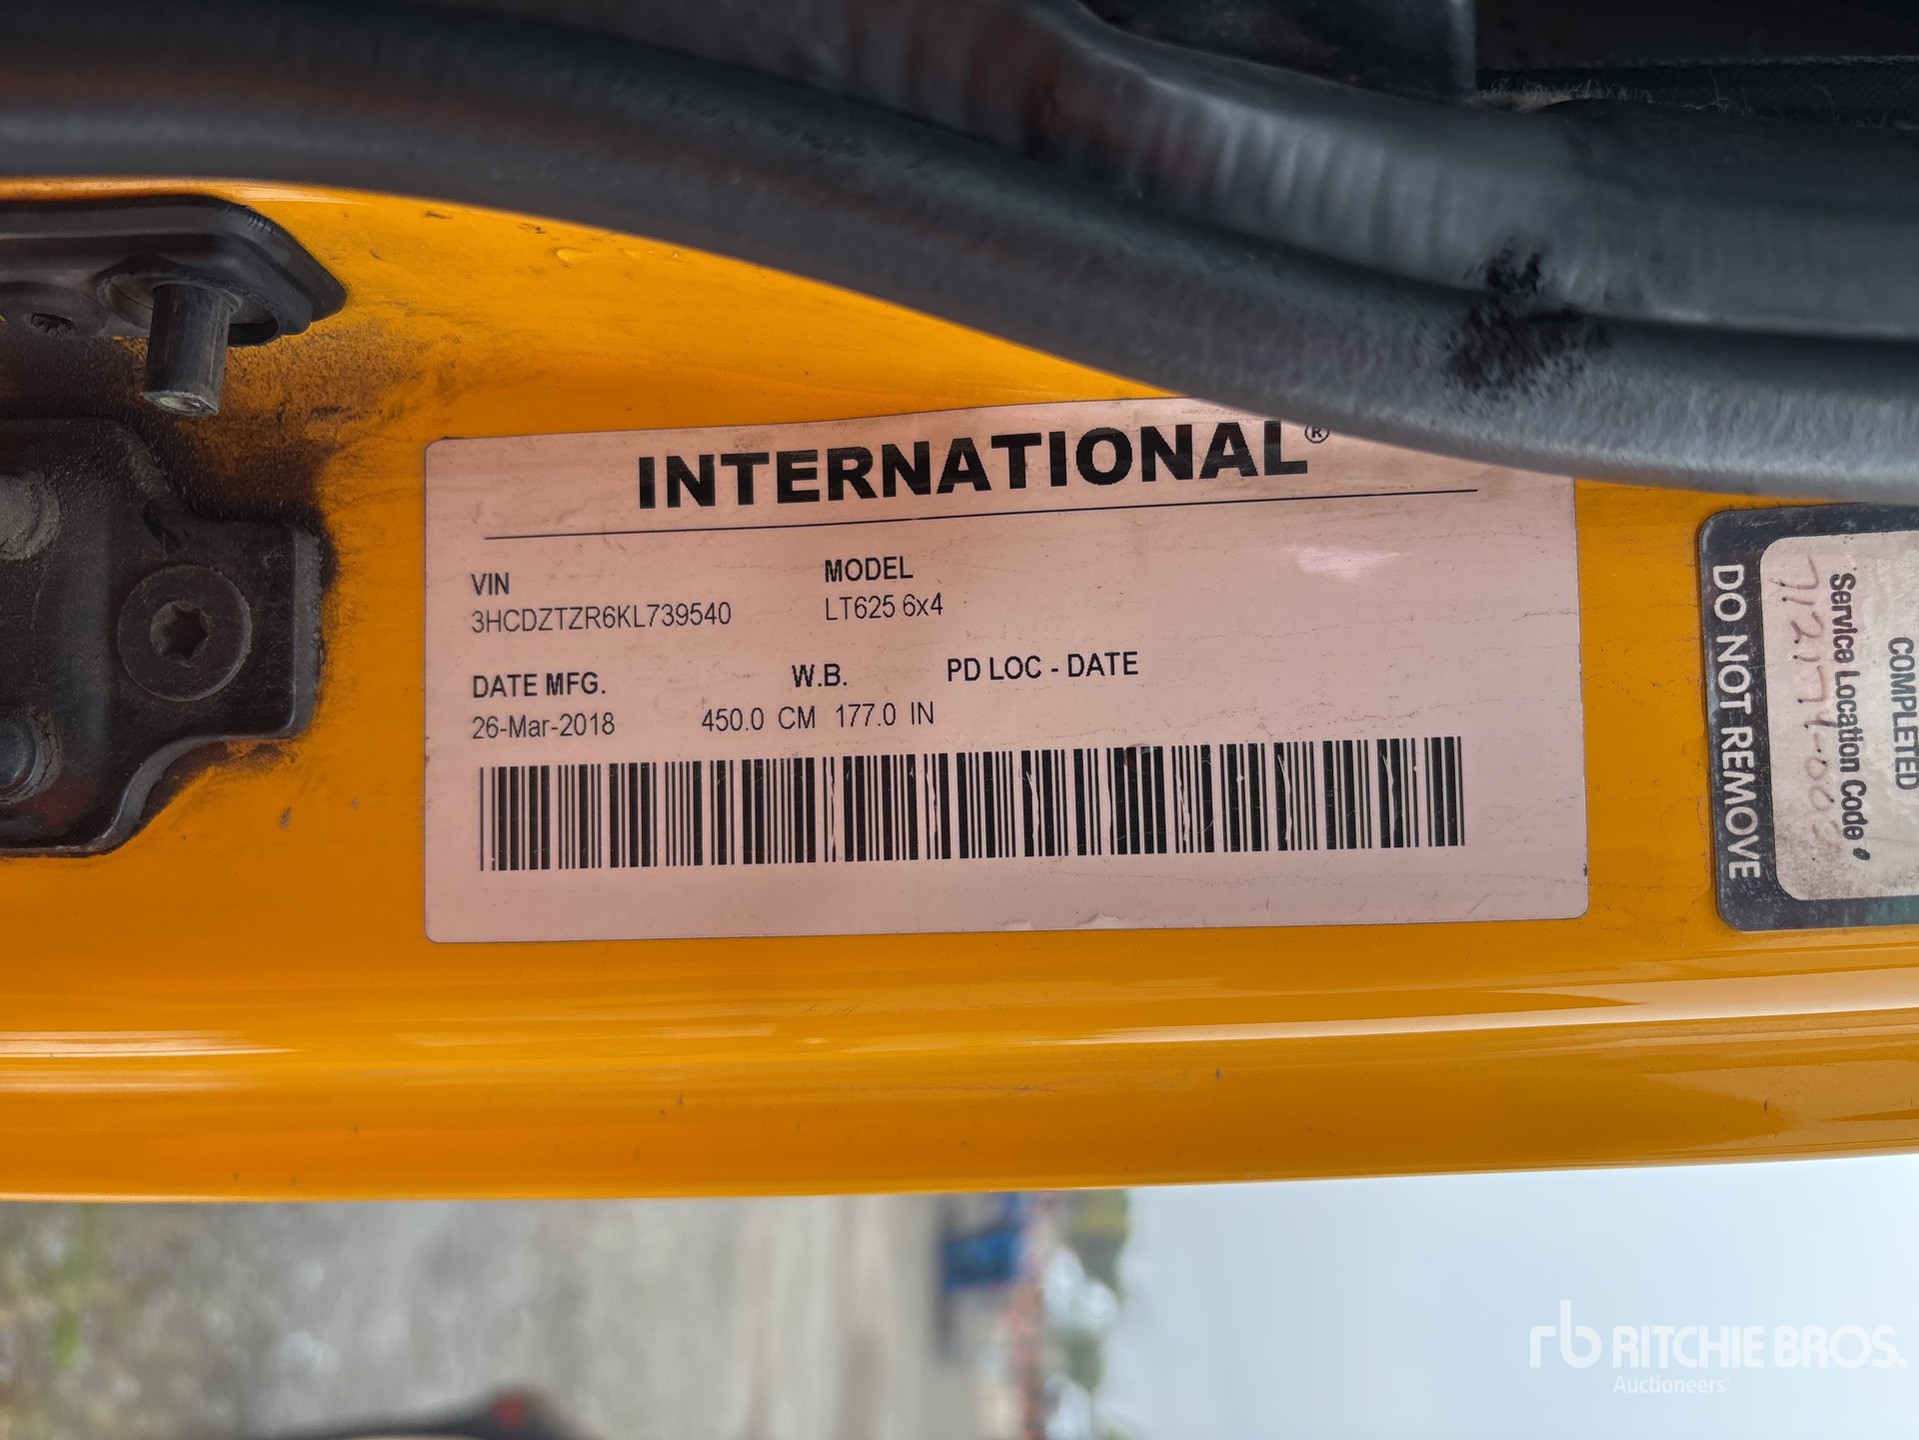 INTERNATIONAL®
VIN
3HCDZTZR6KL739540
MODEL
LT625 6x4
DATE MFG.
26-Mar-2018
W.B.
450.0 CM 177.0 IN
PD LOC - DATE
COMPLETED
Service Location Code
DO NOT REMOVE
rb RITCHIE BROS.
Auctioneers